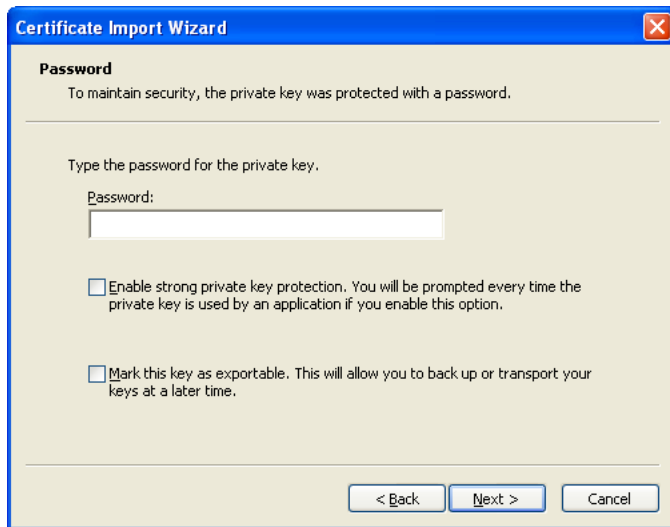 Certificate Import Wizard
Password
To maintain security, the private key was protected with a password.
Type the password for the private key.
Password:
Enable strong private key protection. You will be prompted every time the
private key is used by an application if you enable this option.
Mark this key as exportable. This will allow you to back up or transport your
keys at a later time.
< Back Next > Cancel